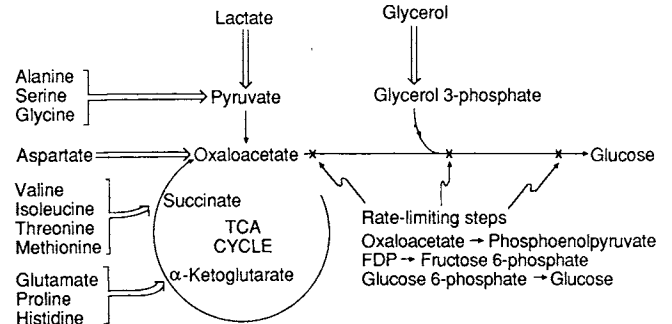 Lactate
Glycerol
Alanine
Serine
Glycine
Pyruvate
Glycerol 3-phosphate
Aspartate
Oxaloacetate
Glucose
Valine
Isoleucine
Threonine
Methionine
Succinate
TCA
CYCLE
α-Ketoglutarate
Glutamate
Proline
Histidine
Rate-limiting steps
Oxaloacetate → Phosphoenolpyruvate
FDP → Fructose 6-phosphate
Glucose 6-phosphate → Glucose